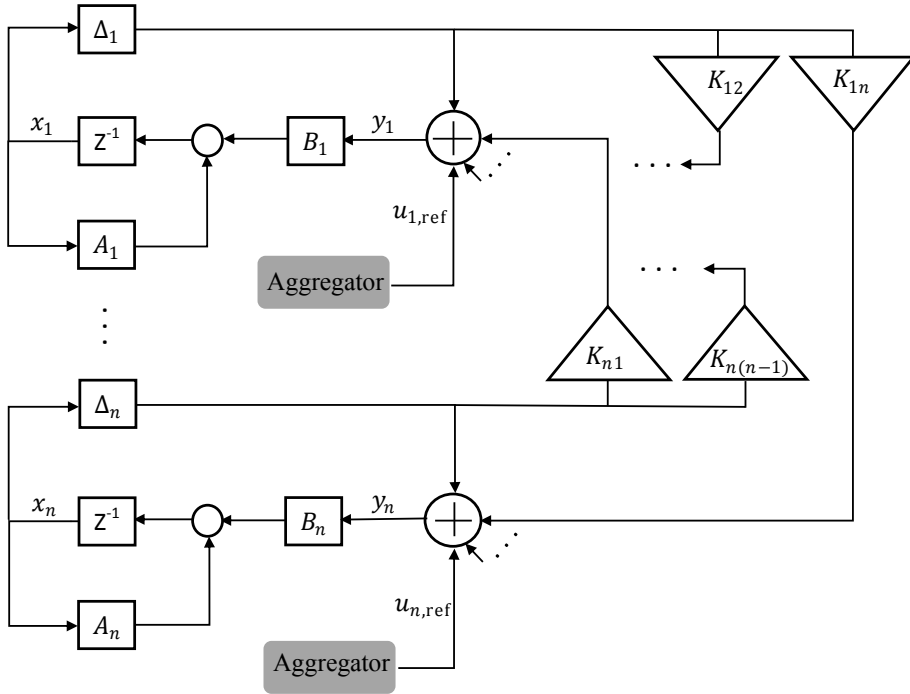 Δ₁
K₁₂
K₁ₙ
x₁
Z⁻¹
B₁
y₁
. . .
. . .
u₁,ref
A₁
Aggregator
. . .
. . .
Kₙ₁
Kₙ(ₙ₋₁)
Δₙ
xₙ
Z⁻¹
Bₙ
yₙ
. . .
uₙ,ref
Aₙ
Aggregator